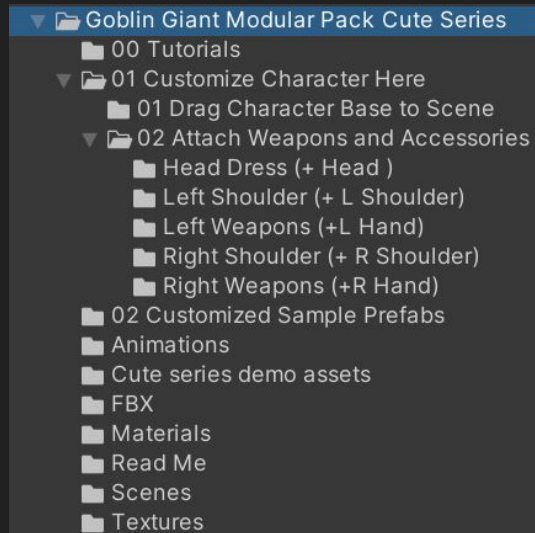 Goblin Giant Modular Pack Cute Series
00 Tutorials
01 Customize Character Here
01 Drag Character Base to Scene
02 Attach Weapons and Accessories
Head Dress (+ Head )
Left Shoulder (+ L Shoulder)
Left Weapons (+L Hand)
Right Shoulder (+ R Shoulder)
Right Weapons (+R Hand)
02 Customized Sample Prefabs
Animations
Cute series demo assets
FBX
Materials
Read Me
Scenes
Textures